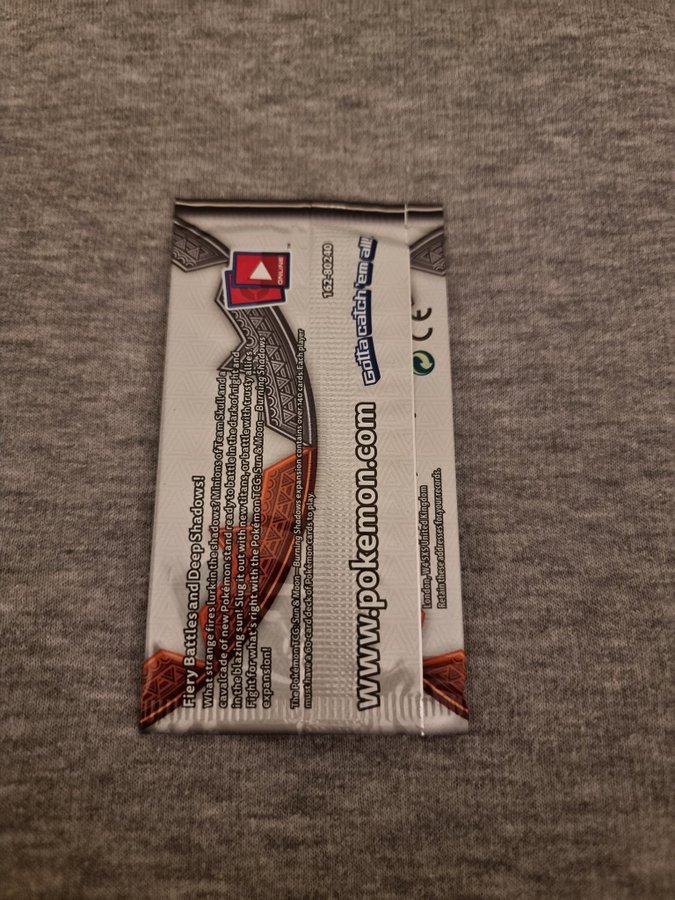 Fiery Battles and Deep Shadows!
What strange fires lurk in the shadows? Minions of Team Skull and a
cavalcade of new Pokémon stand ready to battle in the dark of night and
in the blazing sun! Slug it out with new titans, or battle with trusty allies
Fight for what's right with the Pokémon TCG: Sun & Moon—Burning Shadows
expansion!
The Pokémon TCG: Sun & Moon—Burning Shadows expansion contains over 140 cards. Each player
must have a 60-card deck of Pokémon cards to play
ONLINE
162-80240
www.pokemon.com
Gotta catch 'em all!
CE
London, W4 5XS United Kingdom
Retain these addresses for your records.